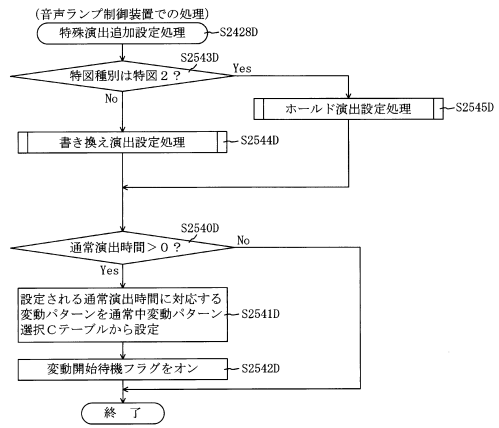 (音声ランプ制御装置での処理)
特殊演出追加設定処理
S2428D
S2543D
特図種別は特図2?
Yes
No
ホールド演出設定処理
S2545D
書き換え演出設定処理
S2544D
S2540D
通常演出時間>0?
No
Yes
設定される通常演出時間に対応する
変動パターンを通常中変動パターン
選択Cテーブルから設定
S2541D
変動開始待機フラグをオン
S2542D
終 了